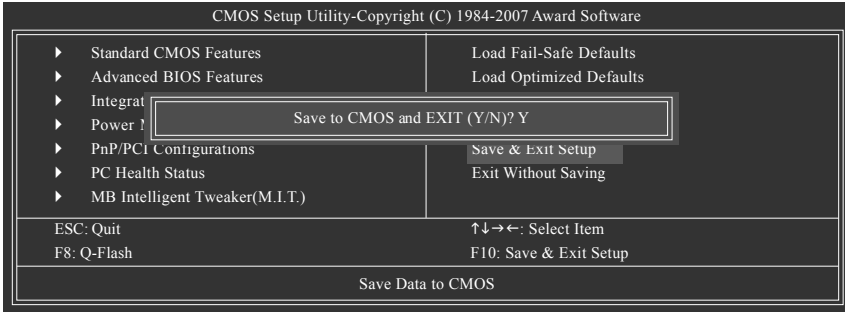 CMOS Setup Utility-Copyright (C) 1984-2007 Award Software
Standard CMOS Features
Advanced BIOS Features
Integrat
Power
PnP/PCI Configurations
PC Health Status
MB Intelligent Tweaker(M.I.T.)
Load Fail-Safe Defaults
Load Optimized Defaults
Save to CMOS and EXIT (Y/N)? Y
Save & Exit Setup
Exit Without Saving
ESC: Quit
↑↓→←: Select Item
F8: Q-Flash
F10: Save & Exit Setup
Save Data to CMOS